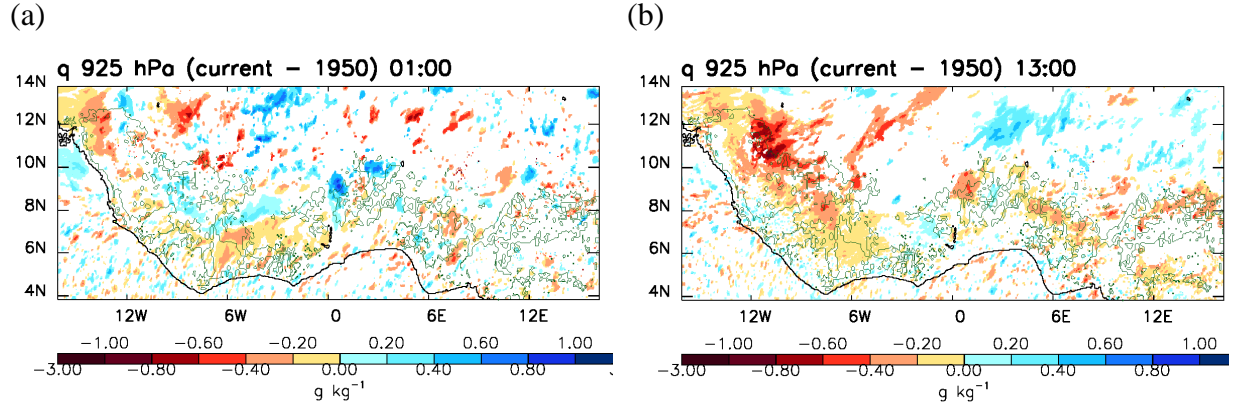 (a)
q 925 hPa (current − 1950) 01:00
14N
12N
10N
8N
6N
4N
12W 6W 0 6E 12E
−1.00 −0.60 −0.20 0.20 0.60 1.00
−3.00 −0.80 −0.40 0.00 0.40 0.80
g kg⁻¹
(b)
q 925 hPa (current − 1950) 13:00
14N
12N
10N
8N
6N
4N
12W 6W 0 6E 12E
−1.00 −0.60 −0.20 0.20 0.60 1.00
−3.00 −0.80 −0.40 0.00 0.40 0.80
g kg⁻¹